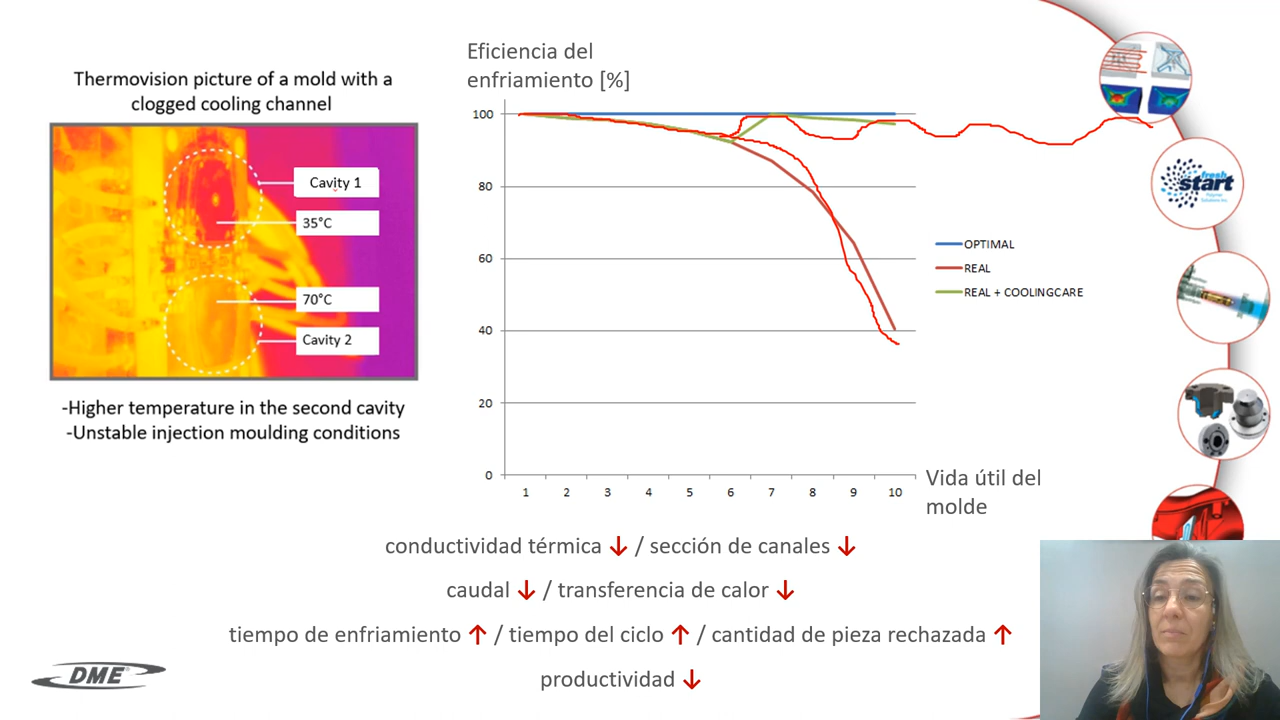 Thermovision picture of a mold with a
clogged cooling channel
Cavity 1
35°C
70°C
Cavity 2
-Higher temperature in the second cavity
-Unstable injection moulding conditions
Eficiencia del
enfriamiento [%]
100
80
60
40
20
0
1 2 3 4 5 6 7 8 9 10
Vida útil del
molde
OPTIMAL
REAL
REAL + COOLINGCARE
conductividad térmica ↓ / sección de canales ↓
caudal ↓ / transferencia de calor ↓
tiempo de enfriamiento ↑ / tiempo del ciclo ↑ / cantidad de pieza rechazada ↑
productividad ↓
fresh
start
DME®